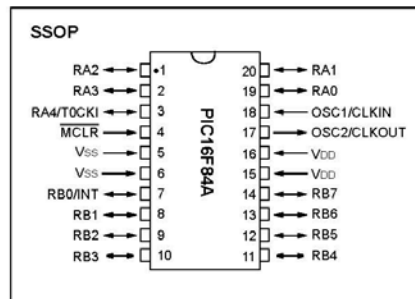 SSOP
RA2 •1 20 RA1
RA3 2 19 RA0
RA4/T0CKI 3 18 OSC1/CLKIN
MCLR 4 17 OSC2/CLKOUT
VSS 5 16 VDD
VSS 6 15 VDD
RB0/INT 7 14 RB7
RB1 8 13 RB6
RB2 9 12 RB5
RB3 10 11 RB4
PIC16F84A